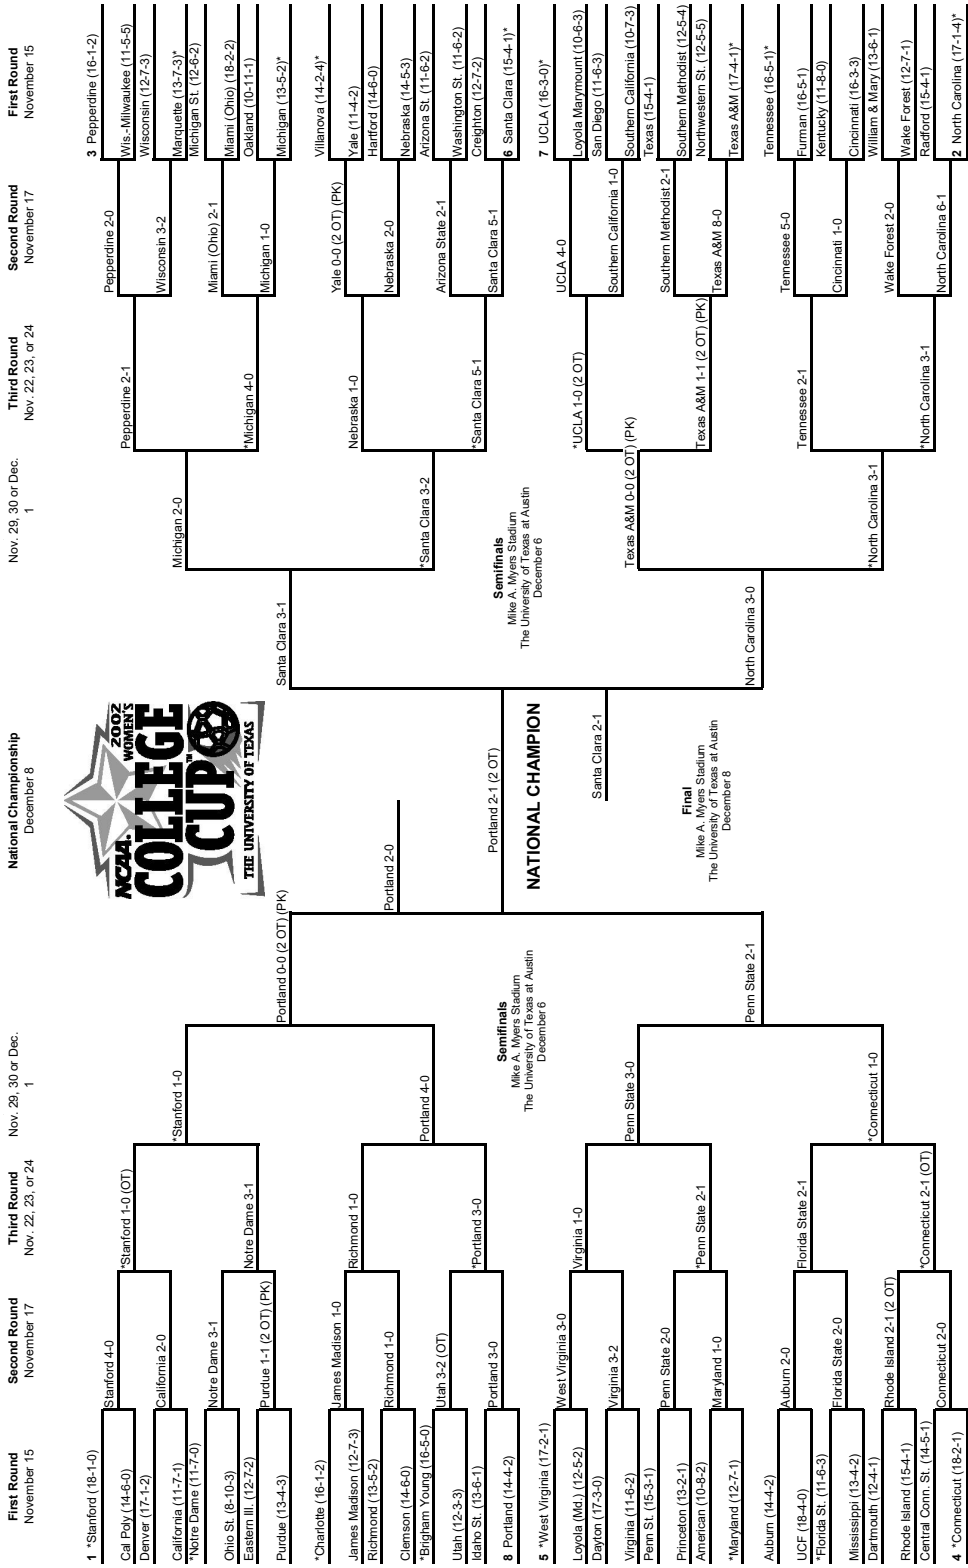 First Round
November 15
Second Round
November 17
Third Round
Nov. 22, 23, or 24
Nov. 29, 30 or Dec.
1
National Championship
December 8
Nov. 29, 30 or Dec.
1
Third Round
Nov. 22, 23, or 24
Second Round
November 17
First Round
November 15
1 *Stanford (18-1-0)
Cal Poly (14-6-0)
Denver (17-1-2)
California (11-7-1)
*Notre Dame (11-7-0)
Ohio St. (8-10-3)
Eastern Ill. (12-7-2)
Purdue (13-4-3)
*Charlotte (16-1-2)
James Madison (12-7-3)
Richmond (13-5-2)
Clemson (14-6-0)
*Brigham Young (16-5-0)
Utah (12-3-3)
Idaho St. (13-6-1)
8 Portland (14-4-2)
5 *West Virginia (17-2-1)
Loyola (Md.) (12-5-2)
Dayton (17-3-0)
Virginia (11-6-2)
Penn St. (15-3-1)
Princeton (13-2-1)
American (10-8-2)
*Maryland (12-7-1)
Auburn (14-4-2)
UCF (18-4-0)
*Florida St. (11-6-3)
Mississippi (13-4-2)
Dartmouth (12-4-1)
Rhode Island (15-4-1)
Central Conn. St. (14-5-1)
4 *Connecticut (18-2-1)
Stanford 4-0
California 2-0
Notre Dame 3-1
Purdue 1-1 (2 OT) (PK)
James Madison 1-0
Richmond 1-0
Utah 3-2 (OT)
Portland 3-0
West Virginia 3-0
Virginia 3-2
Penn State 2-0
Maryland 1-0
Auburn 2-0
Florida State 2-0
Rhode Island 2-1 (2 OT)
Connecticut 2-0
*Stanford 1-0 (OT)
Notre Dame 3-1
Richmond 1-0
*Portland 3-0
Virginia 1-0
*Penn State 2-1
Florida State 2-1
*Connecticut 2-1 (OT)
*Stanford 1-0
Portland 4-0
Penn State 3-0
*Connecticut 1-0
Portland 0-0 (2 OT) (PK)
Penn State 2-1
Semifinals
Mike A. Myers Stadium
The University of Texas at Austin
December 6
Portland 2-0
NCAA.
2002
WOMEN'S
COLLEGE
CUP™
THE UNIVERSITY OF TEXAS
Portland 2-1 (2 OT)
NATIONAL CHAMPION
Santa Clara 2-1
Final
Mike A. Myers Stadium
The University of Texas at Austin
December 8
Santa Clara 3-1
North Carolina 3-0
Semifinals
Mike A. Myers Stadium
The University of Texas at Austin
December 6
Michigan 2-0
*Santa Clara 3-2
Texas A&M 0-0 (2 OT) (PK)
*North Carolina 3-1
Pepperdine 2-1
*Michigan 4-0
Nebraska 1-0
*Santa Clara 5-1
*UCLA 1-0 (2 OT)
Texas A&M 1-1 (2 OT) (PK)
Tennessee 2-1
*North Carolina 3-1
Pepperdine 2-0
Wisconsin 3-2
Miami (Ohio) 2-1
Michigan 1-0
Yale 0-0 (2 OT) (PK)
Nebraska 2-0
Arizona State 2-1
Santa Clara 5-1
UCLA 4-0
Southern California 1-0
Southern Methodist 2-1
Texas A&M 8-0
Tennessee 5-0
Cincinnati 1-0
Wake Forest 2-0
North Carolina 6-1
3 Pepperdine (16-1-2)
Wis.-Milwaukee (11-5-5)
Wisconsin (12-7-3)
Marquette (13-7-3)*
Michigan St. (12-6-2)
Miami (Ohio) (18-2-2)
Oakland (10-11-1)
Michigan (13-5-2)*
Villanova (14-2-4)*
Yale (11-4-2)
Hartford (14-6-0)
Nebraska (14-5-3)
Arizona St. (11-6-2)
Washington St. (11-6-2)
Creighton (12-7-2)
6 Santa Clara (15-4-1)*
7 UCLA (16-3-0)*
Loyola Marymount (10-6-3)
San Diego (11-6-3)
Southern California (10-7-3)
Texas (15-4-1)
Southern Methodist (12-5-4)
Northwestern St. (12-5-5)
Texas A&M (17-4-1)*
Tennessee (16-5-1)*
Furman (16-5-1)
Kentucky (11-8-0)
Cincinnati (16-3-3)
William & Mary (13-6-1)
Wake Forest (12-7-1)
Radford (15-4-1)
2 North Carolina (17-1-4)*